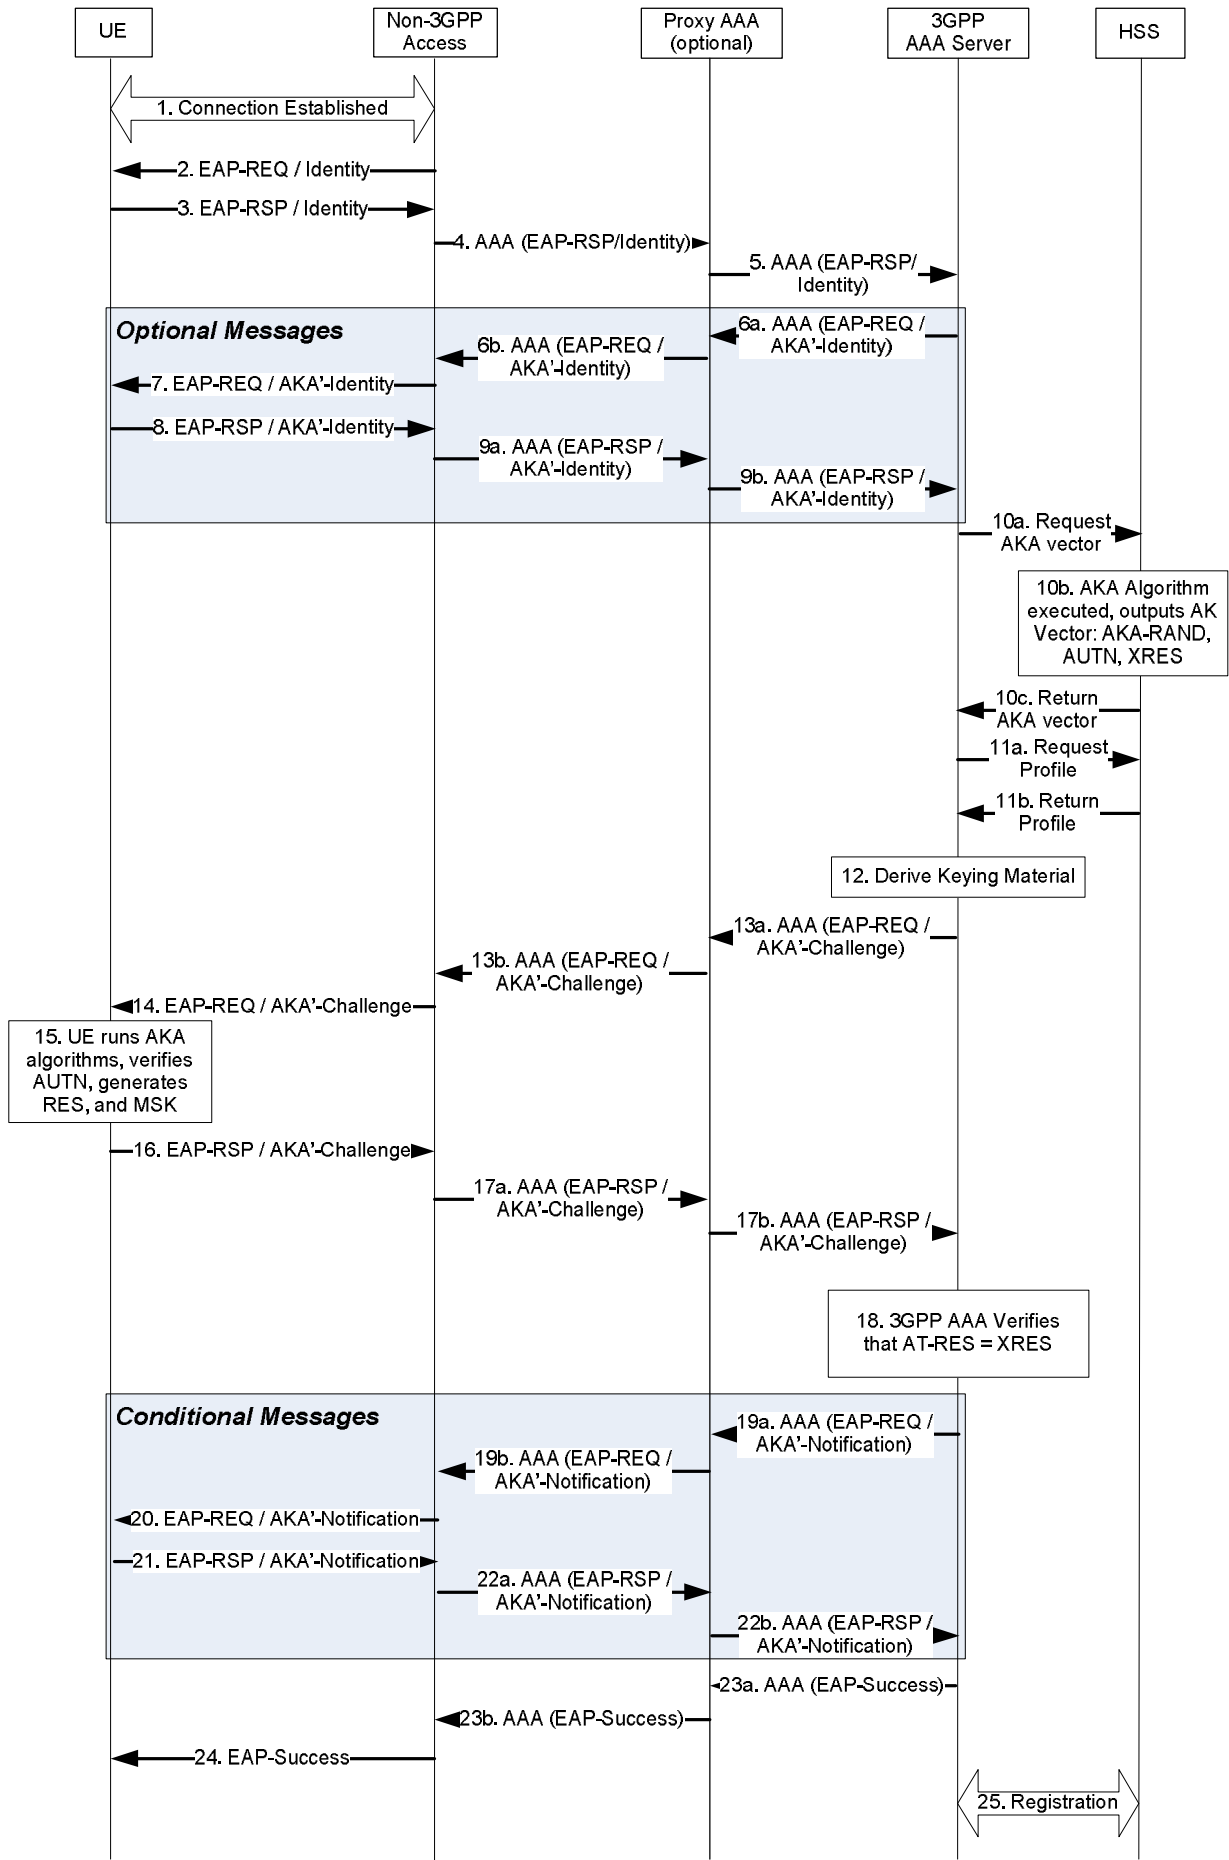 UE
Non-3GPP
Access
Proxy AAA
(optional)
3GPP
AAA Server
HSS
1. Connection Established
2. EAP-REQ / Identity
3. EAP-RSP / Identity
4. AAA (EAP-RSP/Identity)
5. AAA (EAP-RSP/
Identity)
Optional Messages
6a. AAA (EAP-REQ /
AKA'-Identity)
6b. AAA (EAP-REQ /
AKA'-Identity)
7. EAP-REQ / AKA'-Identity
8. EAP-RSP / AKA'-Identity
9a. AAA (EAP-RSP /
AKA'-Identity)
9b. AAA (EAP-RSP /
AKA'-Identity)
10a. Request
AKA vector
10b. AKA Algorithm
executed, outputs AK
Vector: AKA-RAND,
AUTN, XRES
10c. Return
AKA vector
11a. Request
Profile
11b. Return
Profile
12. Derive Keying Material
13a. AAA (EAP-REQ /
AKA'-Challenge)
13b. AAA (EAP-REQ /
AKA'-Challenge)
14. EAP-REQ / AKA'-Challenge
15. UE runs AKA
algorithms, verifies
AUTN, generates
RES, and MSK
16. EAP-RSP / AKA'-Challenge
17a. AAA (EAP-RSP /
AKA'-Challenge)
17b. AAA (EAP-RSP /
AKA'-Challenge)
18. 3GPP AAA Verifies
that AT-RES = XRES
Conditional Messages
19a. AAA (EAP-REQ /
AKA'-Notification)
19b. AAA (EAP-REQ /
AKA'-Notification)
20. EAP-REQ / AKA'-Notification
21. EAP-RSP / AKA'-Notification
22a. AAA (EAP-RSP /
AKA'-Notification)
22b. AAA (EAP-RSP /
AKA'-Notification)
23a. AAA (EAP-Success)
23b. AAA (EAP-Success)
24. EAP-Success
25. Registration